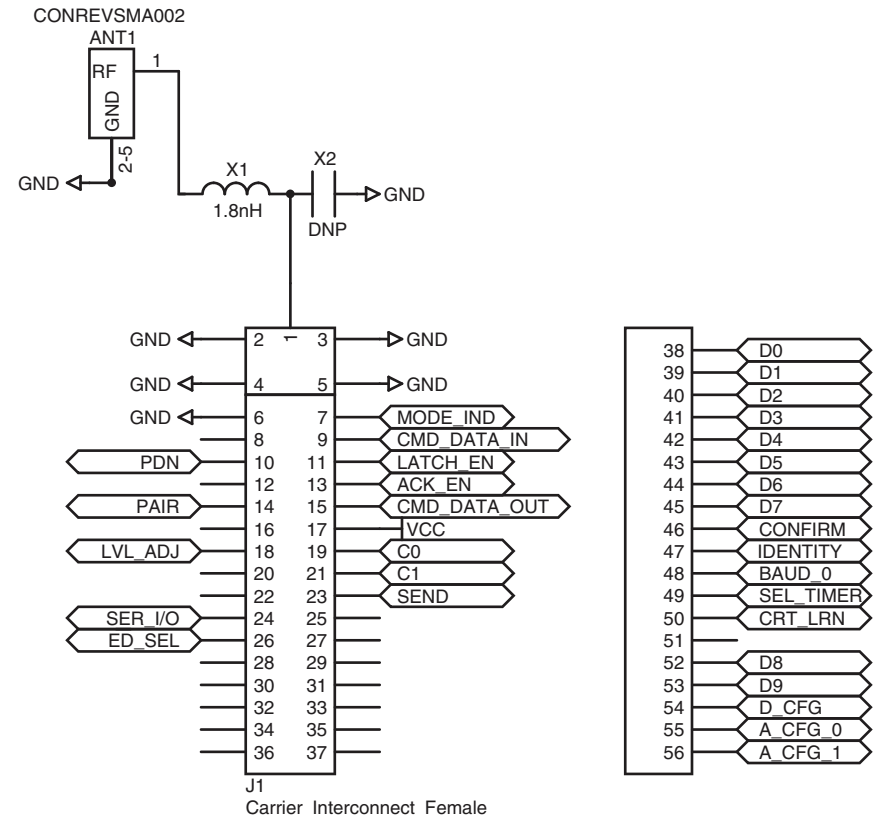 CONREVSMA002
ANT1
RF
GND
1
2-5
GND
X1
1.8nH
X2
DNP
GND
1
GND 2 3 GND
GND 4 5 GND
GND 6 7 MODE_IND
8 9 CMD_DATA_IN
PDN 10 11 LATCH_EN
12 13 ACK_EN
PAIR 14 15 CMD_DATA_OUT
16 17 VCC
LVL_ADJ 18 19 C0
20 21 C1
22 23 SEND
SER_I/O 24 25
ED_SEL 26 27
28 29
30 31
32 33
34 35
36 37
J1
Carrier Interconnect Female
38 D0
39 D1
40 D2
41 D3
42 D4
43 D5
44 D6
45 D7
46 CONFIRM
47 IDENTITY
48 BAUD_0
49 SEL_TIMER
50 CRT_LRN
51
52 D8
53 D9
54 D_CFG
55 A_CFG_0
56 A_CFG_1